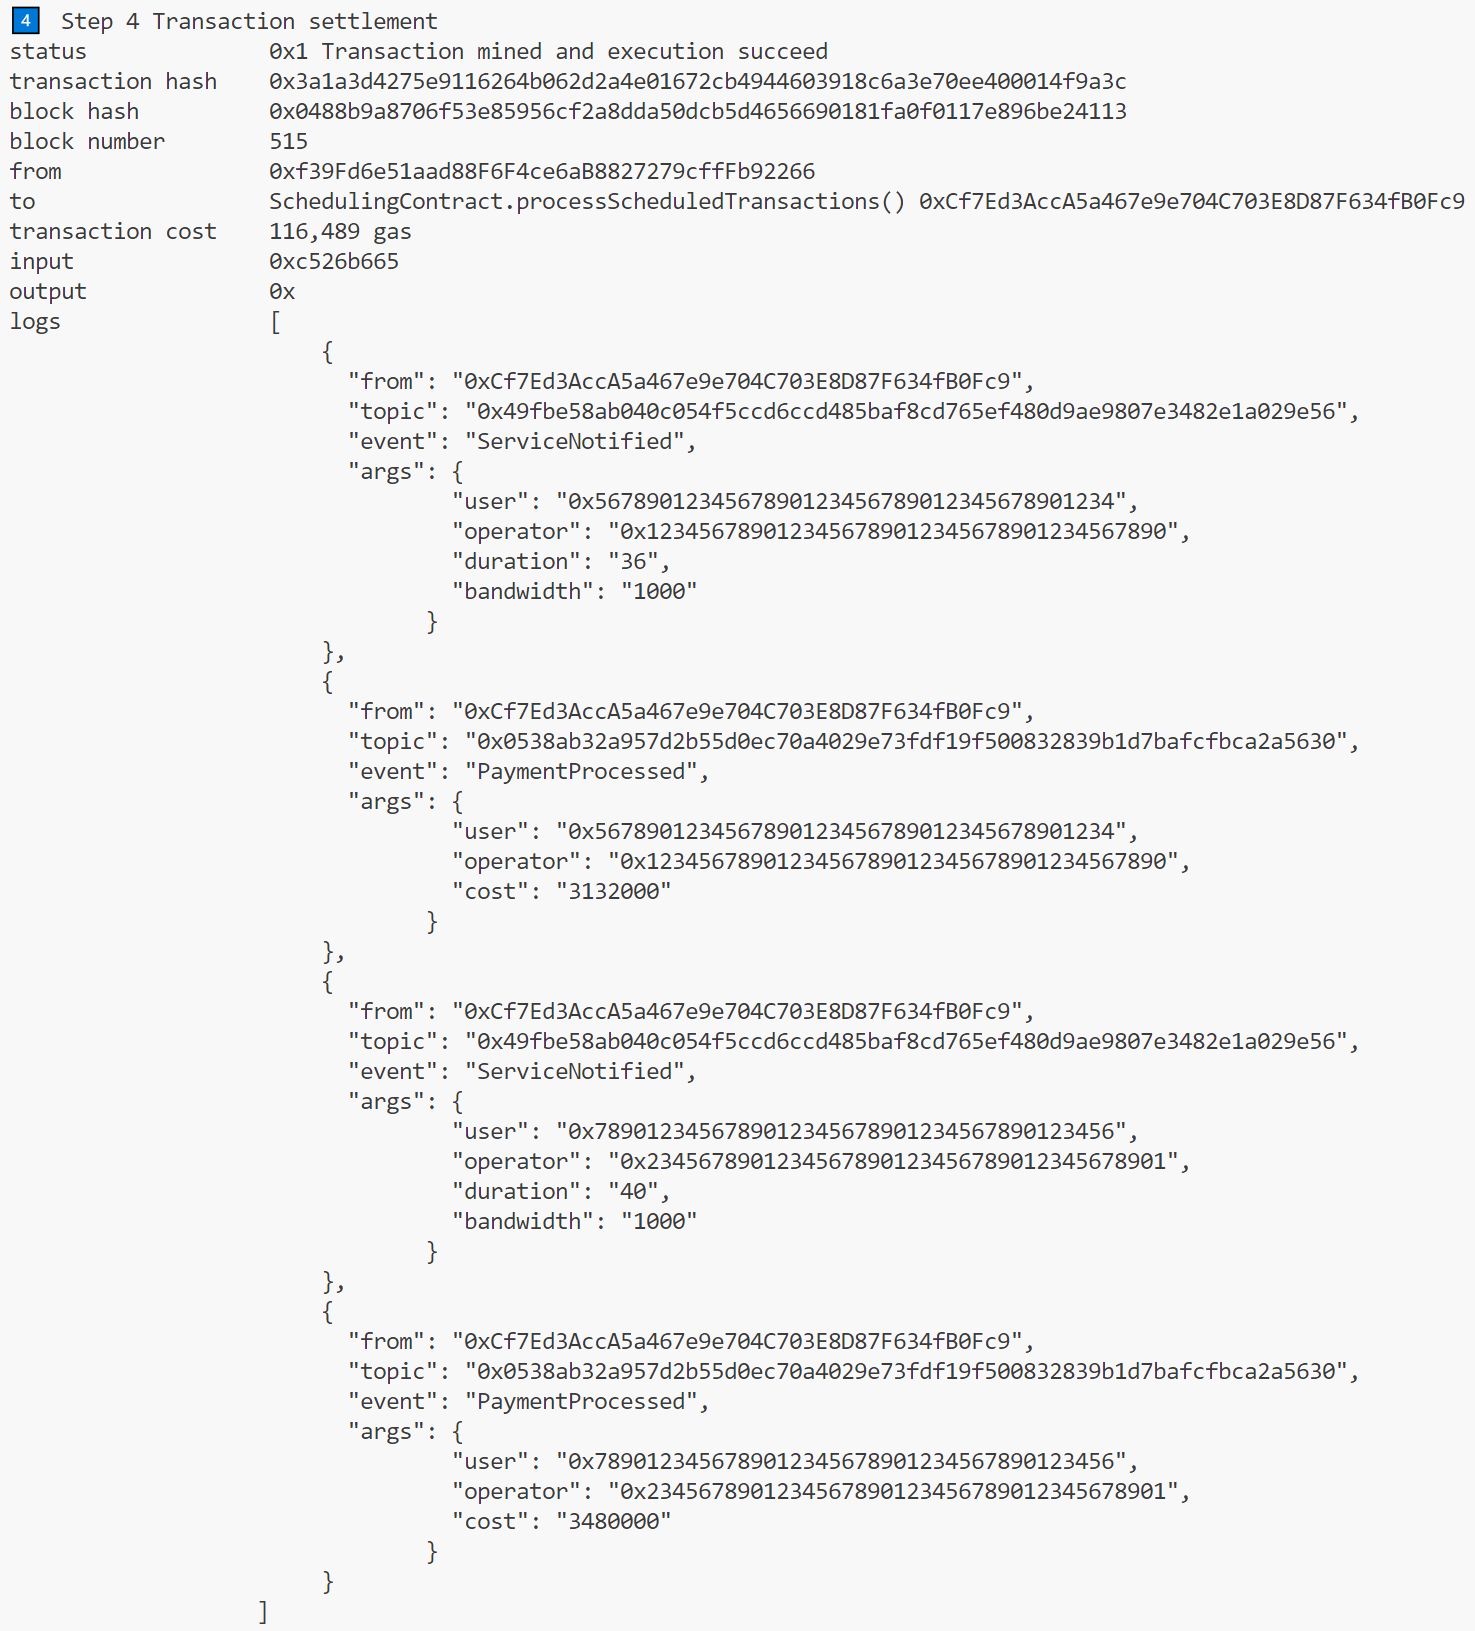 4 Step 4 Transaction settlement
status 0x1 Transaction mined and execution succeed
transaction hash 0x3a1a3d4275e9116264b062d2a4e01672cb4944603918c6a3e70ee400014f9a3c
block hash 0x0488b9a8706f53e85956cf2a8dda50dcb5d4656690181fa0f0117e896be24113
block number 515
from 0xf39Fd6e51aad88F6F4ce6aB8827279cffFb92266
to SchedulingContract.processScheduledTransactions() 0xCf7Ed3AccA5a467e9e704C703E8D87F634fB0Fc9
transaction cost 116,489 gas
input 0xc526b665
output 0x
logs [
{
"from": "0xCf7Ed3AccA5a467e9e704C703E8D87F634fB0Fc9",
"topic": "0x49fbe58ab040c054f5ccd6ccd485baf8cd765ef480d9ae9807e3482e1a029e56",
"event": "ServiceNotified",
"args": {
"user": "0x5678901234567890123456789012345678901234",
"operator": "0x1234567890123456789012345678901234567890",
"duration": "36",
"bandwidth": "1000"
}
},
{
"from": "0xCf7Ed3AccA5a467e9e704C703E8D87F634fB0Fc9",
"topic": "0x0538ab32a957d2b55d0ec70a4029e73fdf19f500832839b1d7bafcfbca2a5630",
"event": "PaymentProcessed",
"args": {
"user": "0x5678901234567890123456789012345678901234",
"operator": "0x1234567890123456789012345678901234567890",
"cost": "3132000"
}
},
{
"from": "0xCf7Ed3AccA5a467e9e704C703E8D87F634fB0Fc9",
"topic": "0x49fbe58ab040c054f5ccd6ccd485baf8cd765ef480d9ae9807e3482e1a029e56",
"event": "ServiceNotified",
"args": {
"user": "0x7890123456789012345678901234567890123456",
"operator": "0x2345678901234567890123456789012345678901",
"duration": "40",
"bandwidth": "1000"
}
},
{
"from": "0xCf7Ed3AccA5a467e9e704C703E8D87F634fB0Fc9",
"topic": "0x0538ab32a957d2b55d0ec70a4029e73fdf19f500832839b1d7bafcfbca2a5630",
"event": "PaymentProcessed",
"args": {
"user": "0x7890123456789012345678901234567890123456",
"operator": "0x2345678901234567890123456789012345678901",
"cost": "3480000"
}
}
]